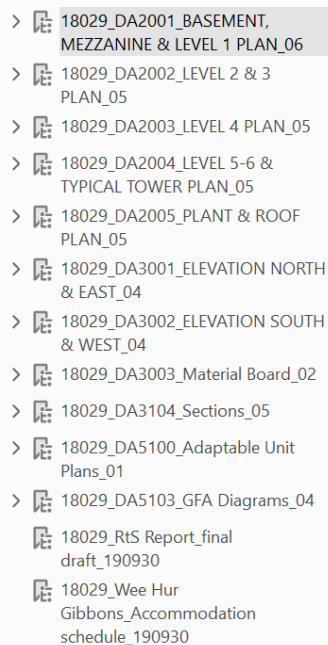 18029_DA2001_BASEMENT,
MEZZANINE & LEVEL 1 PLAN_06
18029_DA2002_LEVEL 2 & 3
PLAN_05
18029_DA2003_LEVEL 4 PLAN_05
18029_DA2004_LEVEL 5-6 &
TYPICAL TOWER PLAN_05
18029_DA2005_PLANT & ROOF
PLAN_05
18029_DA3001_ELEVATION NORTH
& EAST_04
18029_DA3002_ELEVATION SOUTH
& WEST_04
18029_DA3003_Material Board_02
18029_DA3104_Sections_05
18029_DA5100_Adaptable Unit
Plans_01
18029_DA5103_GFA Diagrams_04
18029_RtS Report_final
draft_190930
18029_Wee Hur
Gibbons_Accommodation
schedule_190930